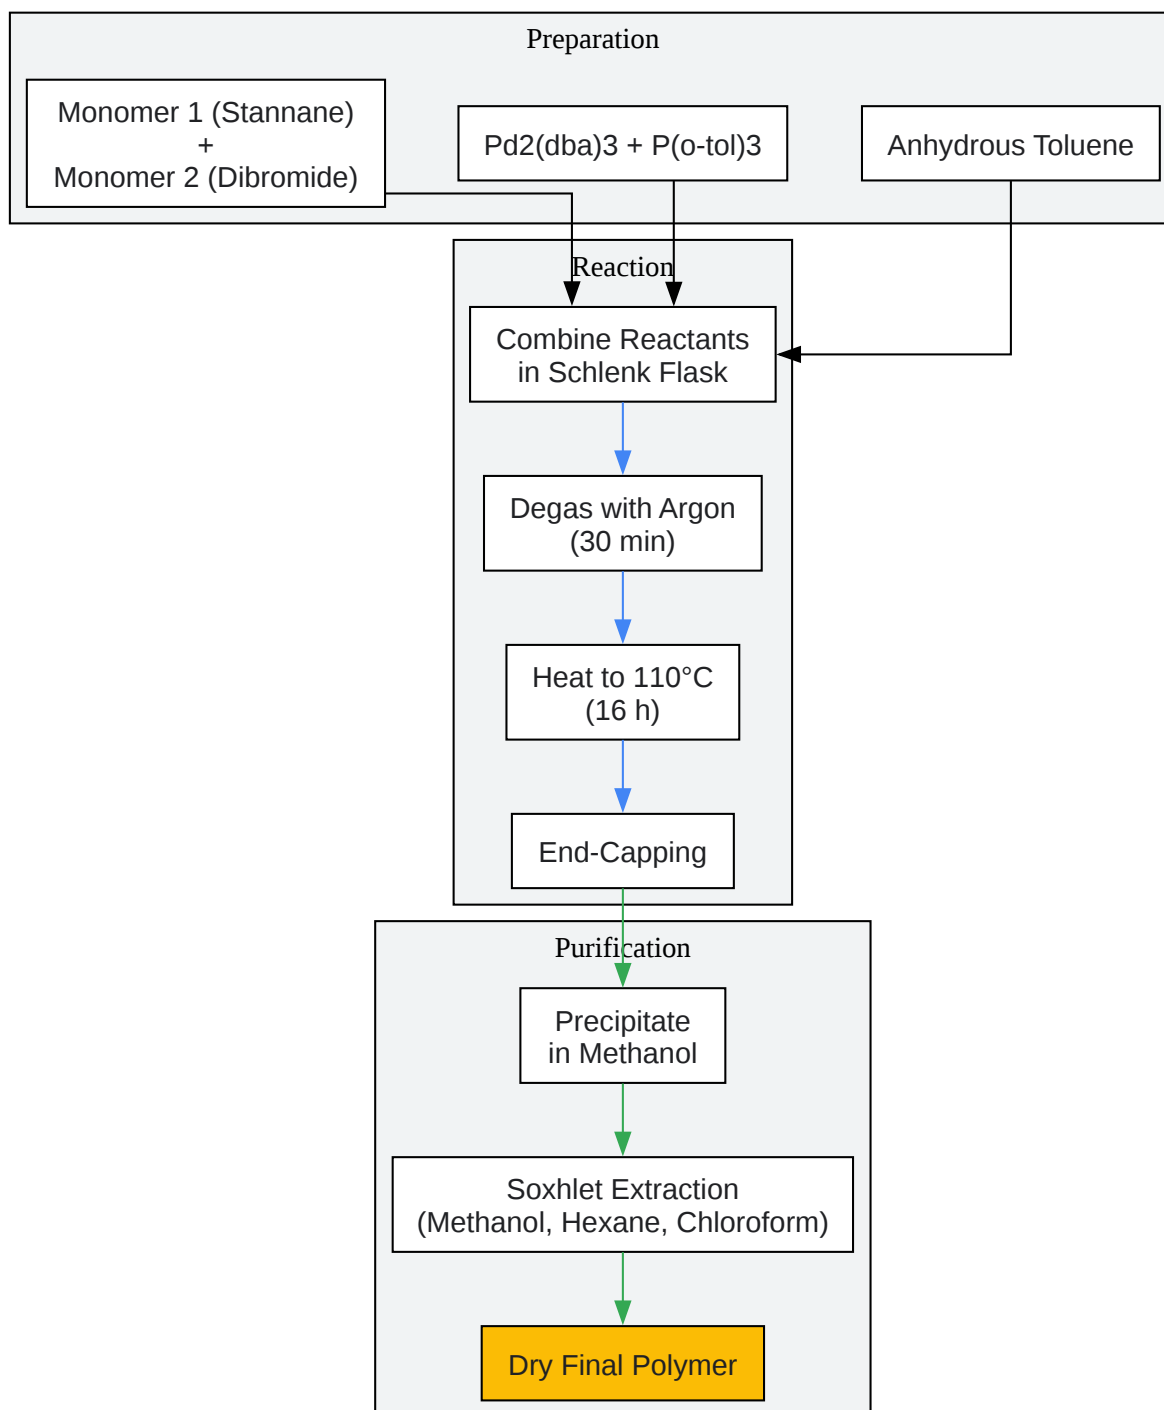 Preparation
Monomer 1 (Stannane)
+
Monomer 2 (Dibromide)
Pd2(dba)3 + P(o-tol)3
Anhydrous Toluene
Reaction
Combine Reactants
in Schlenk Flask
Degas with Argon
(30 min)
Heat to 110°C
(16 h)
End-Capping
Purification
Precipitate
in Methanol
Soxhlet Extraction
(Methanol, Hexane, Chloroform)
Dry Final Polymer